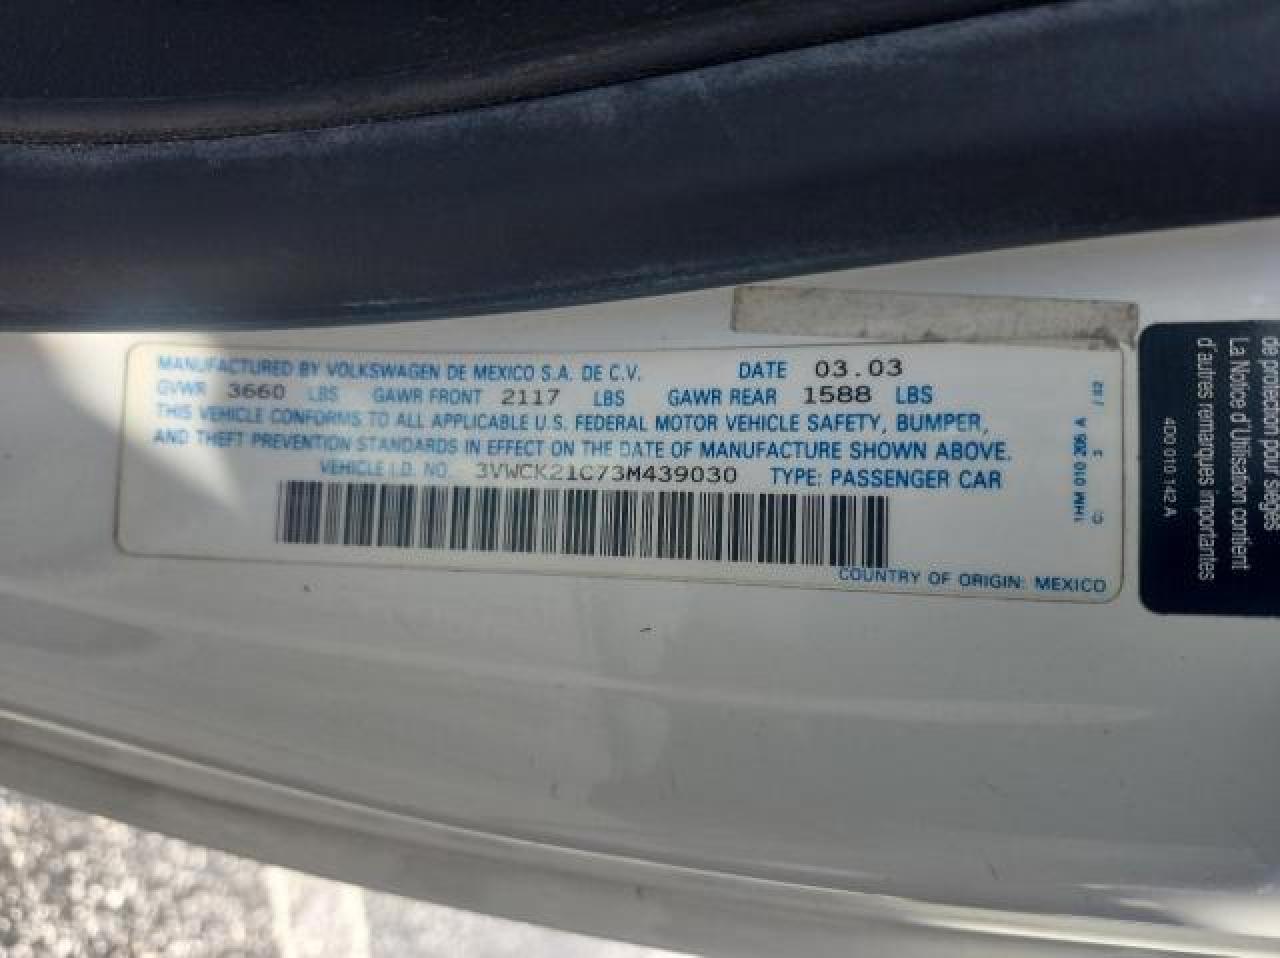 MANUFACTURED BY VOLKSWAGEN DE MEXICO S.A. DE C.V. DATE 03.03
GVWR 3660 LBS GAWR FRONT 2117 LBS GAWR REAR 1588 LBS
THIS VEHICLE CONFORMS TO ALL APPLICABLE U.S. FEDERAL MOTOR VEHICLE SAFETY, BUMPER,
AND THEFT PREVENTION STANDARDS IN EFFECT ON THE DATE OF MANUFACTURE SHOWN ABOVE.
VEHICLE I.D. NO. 3VWCK21C73M439030 TYPE: PASSENGER CAR
COUNTRY OF ORIGIN: MEXICO
1HM 010 206 A
C: 3 / 02
de protection pour sièges
La Notice d'Utilisation contient
d'autres remarques importantes
4D0 010 142 A